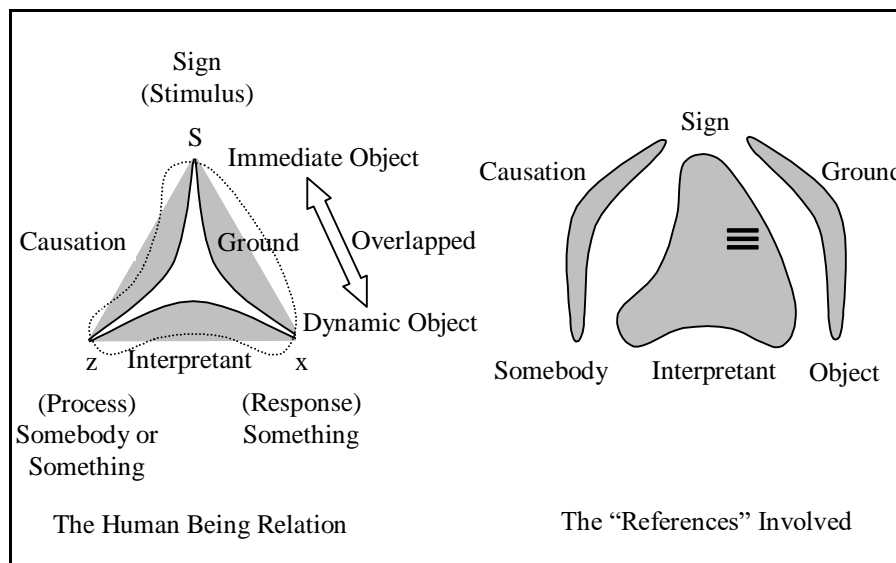 Sign
(Stimulus)
S
Immediate Object
Causation
Ground
Overlapped
Dynamic Object
z
Interpretant
x
(Process)
Somebody or
Something
(Response)
Something
The Human Being Relation
Sign
Causation
Ground
Somebody
Interpretant
Object
The “References” Involved